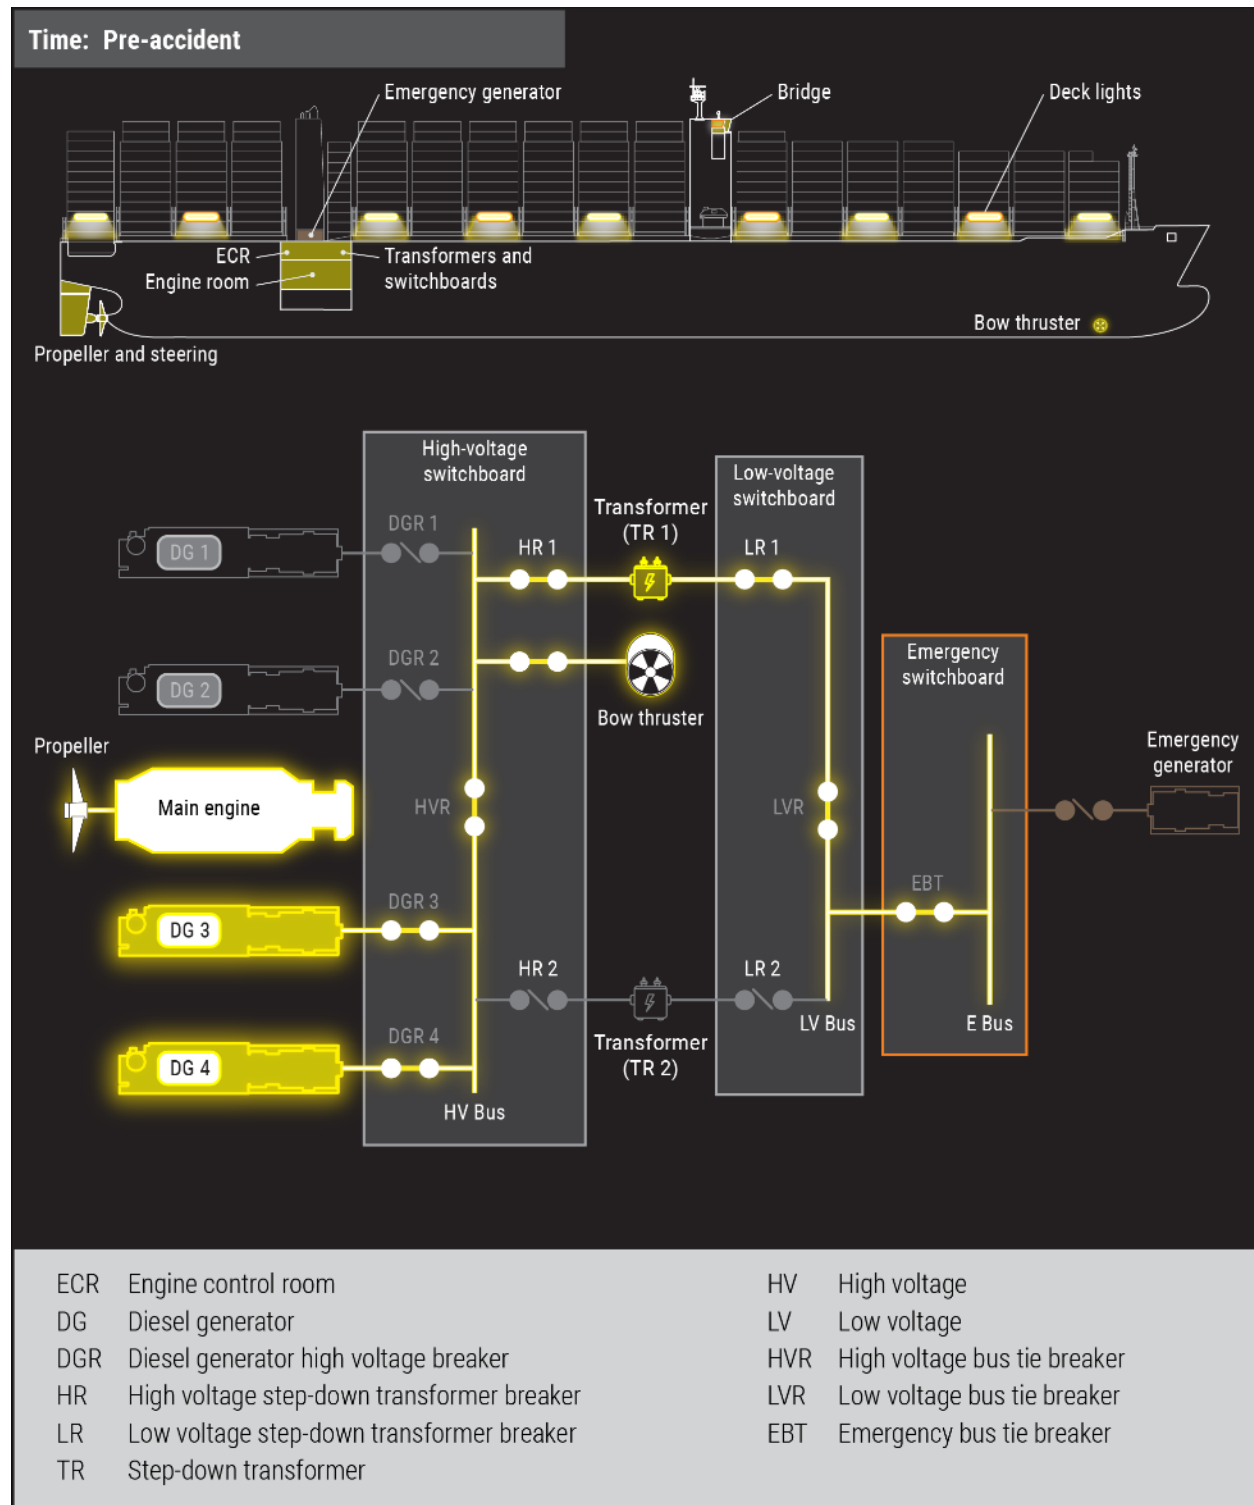 Time: Pre-accident
Emergency generator
Bridge
Deck lights
ECR
Engine room
Transformers and
switchboards
Bow thruster
Propeller and steering
High-voltage
switchboard
Low-voltage
switchboard
Transformer
(TR 1)
DGR 1
HR 1
LR 1
DG 1
DGR 2
DG 2
Bow thruster
Emergency
switchboard
Propeller
Main engine
HVR
LVR
Emergency
generator
DGR 3
DG 3
EBT
HR 2
LR 2
LV Bus
E Bus
DGR 4
DG 4
Transformer
(TR 2)
HV Bus
ECR Engine control room
DG Diesel generator
DGR Diesel generator high voltage breaker
HR High voltage step-down transformer breaker
LR Low voltage step-down transformer breaker
TR Step-down transformer
HV High voltage
LV Low voltage
HVR High voltage bus tie breaker
LVR Low voltage bus tie breaker
EBT Emergency bus tie breaker